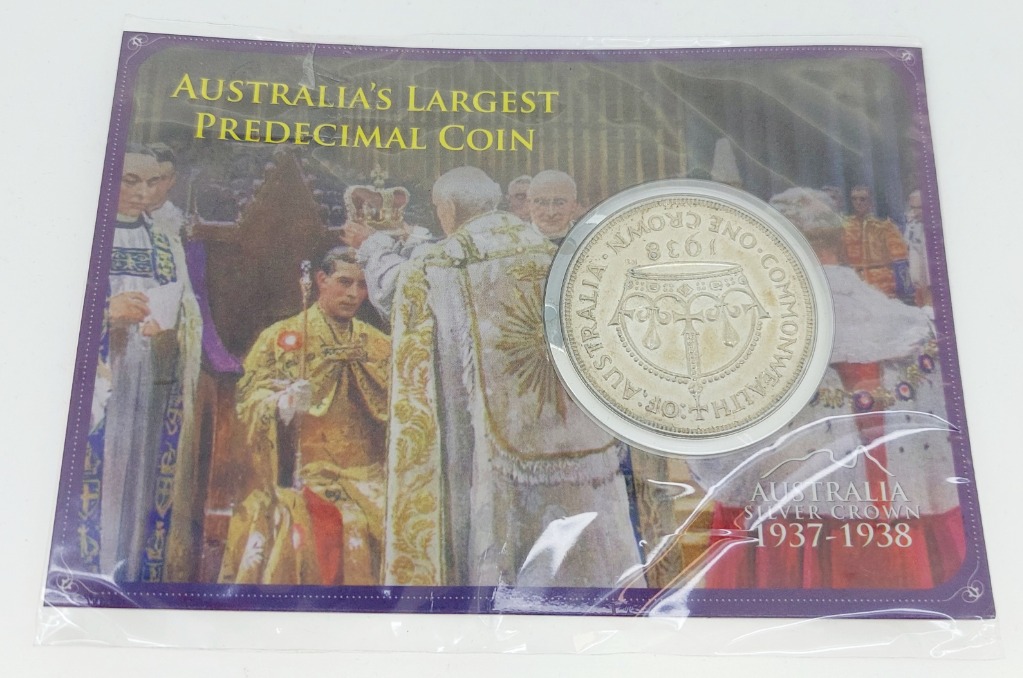 AUSTRALIA'S LARGEST
PREDECIMAL COIN
ONE CROWN · COMMONWEALTH : OF · AUSTRALIA ·
1938
AUSTRALIA
SILVER CROWN
1937-1938